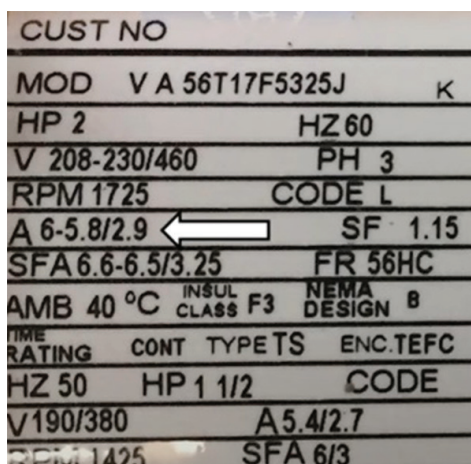 CUST NO
MOD V A 56T17F5325J K
HP 2 HZ 60
V 208-230/460 PH 3
RPM 1725 CODE L
A 6-5.8/2.9 SF 1.15
SFA 6.6-6.5/3.25 FR 56HC
AMB 40 °C INSUL CLASS F3 NEMA DESIGN B
TIME RATING CONT TYPE TS ENC. TEFC
HZ 50 HP 1 1/2 CODE
V 190/380 A 5.4/2.7
RPM 1425 SFA 6/3